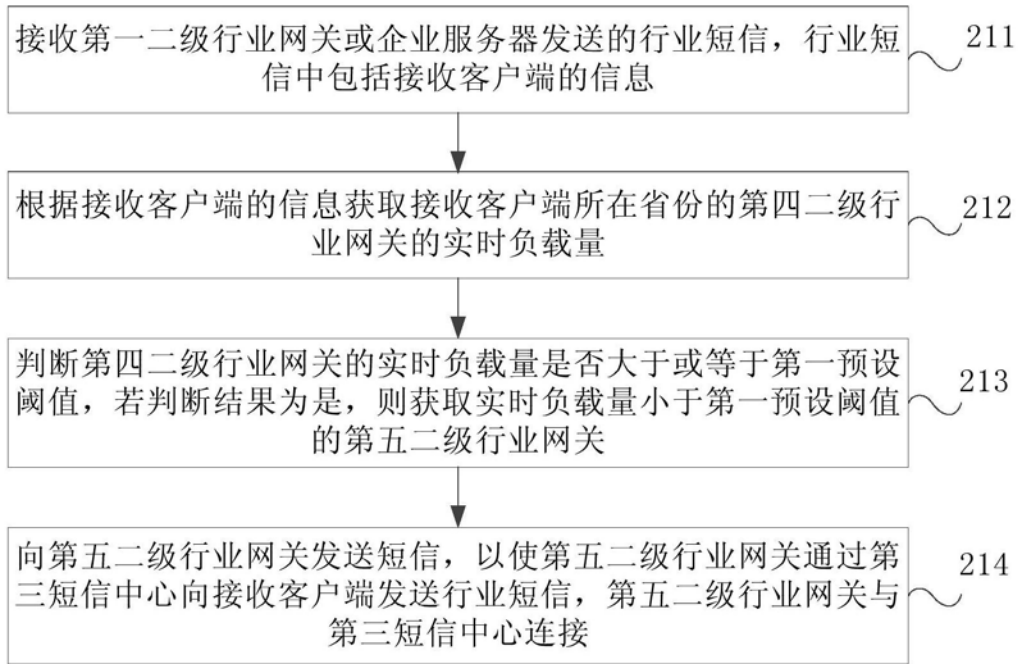 接收第一二级行业网关或企业服务器发送的行业短信，行业短
信中包括接收客户端的信息
211
根据接收客户端的信息获取接收客户端所在省份的第四二级行
业网关的实时负载量
212
判断第四二级行业网关的实时负载量是否大于或等于第一预设
阈值，若判断结果为是，则获取实时负载量小于第一预设阈值
的第五二级行业网关
213
向第五二级行业网关发送短信，以使第五二级行业网关通过第
三短信中心向接收客户端发送行业短信，第五二级行业网关与
第三短信中心连接
214